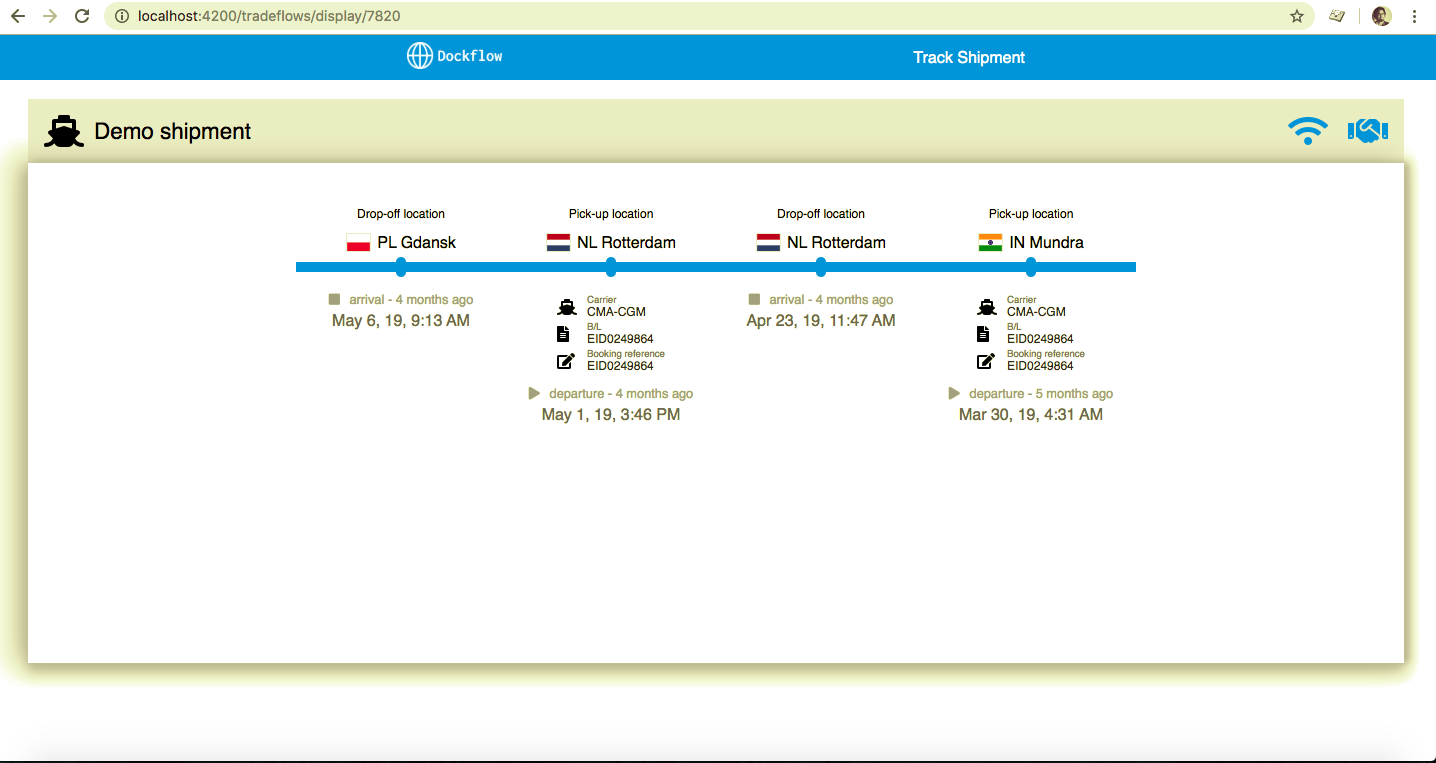 localhost:4200/tradeflows/display/7820
Dockflow
Track Shipment
Demo shipment
Drop-off location
PL Gdansk
arrival - 4 months ago
May 6, 19, 9:13 AM
Pick-up location
NL Rotterdam
Carrier
CMA-CGM
B/L
EID0249864
Booking reference
EID0249864
departure - 4 months ago
May 1, 19, 3:46 PM
Drop-off location
NL Rotterdam
arrival - 4 months ago
Apr 23, 19, 11:47 AM
Pick-up location
IN Mundra
Carrier
CMA-CGM
B/L
EID0249864
Booking reference
EID0249864
departure - 5 months ago
Mar 30, 19, 4:31 AM